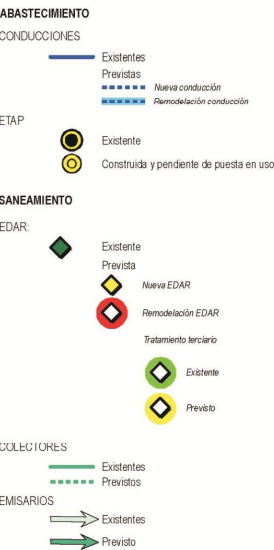 ABASTECIMIENTO
CONDUCCIONES
Existentes
Previstas
Nueva conducción
Remodelación conducción
ETAP
Existente
Construida y pendiente de puesta en uso
SANEAMIENTO
EDAR:
Existente
Prevista
Nueva EDAR
Remodelación EDAR
Tratamiento terciario
Existente
Previsto
COLECTORES
Existentes
Previstos
EMISARIOS
Existentes
Previsto